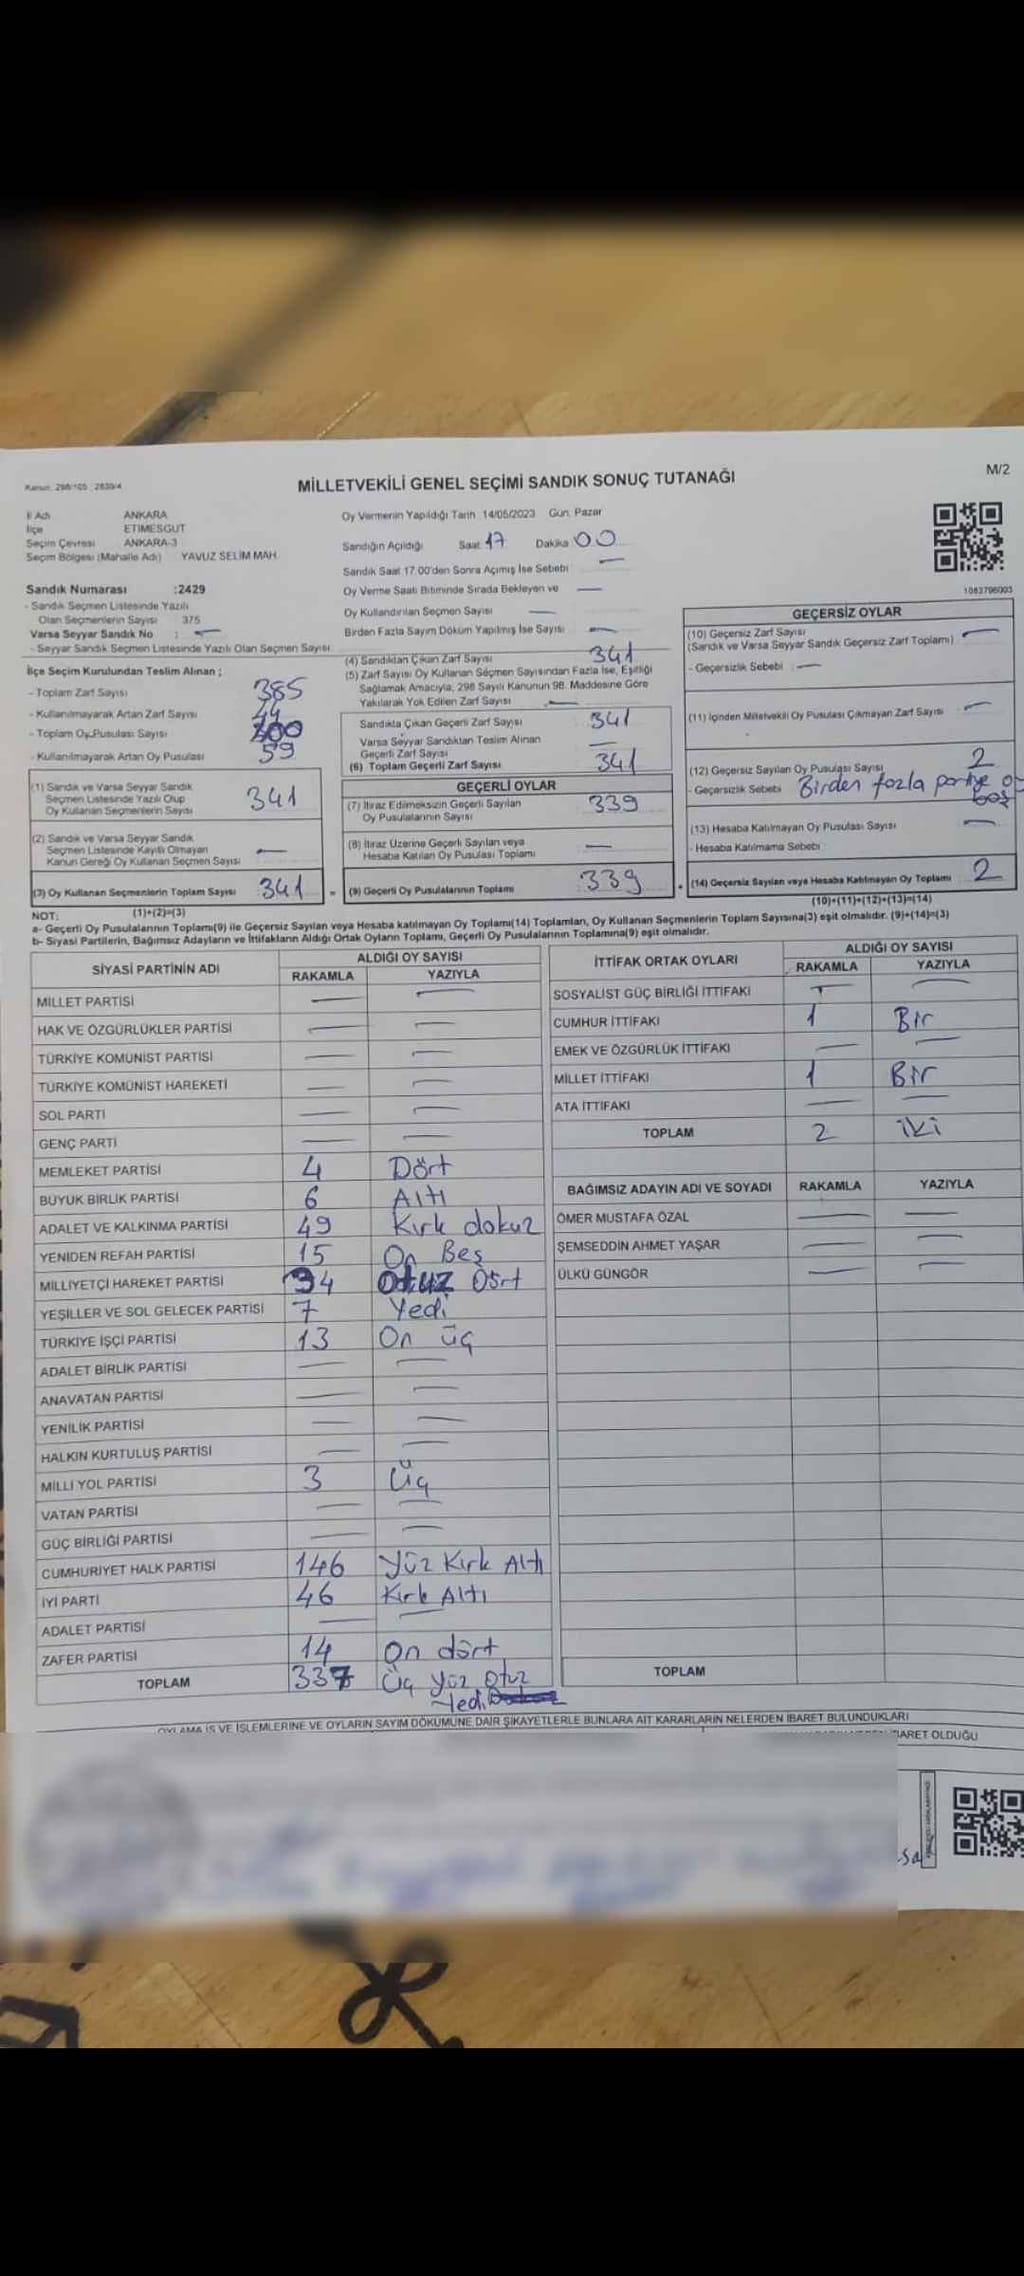 Kanun: 298/105 ; 2839/4
M/2
MİLLETVEKİLİ GENEL SEÇİMİ SANDIK SONUÇ TUTANAĞI
İl Adı ANKARA
İlçe ETİMESGUT
Seçim Çevresi ANKARA-3
Seçim Bölgesi (Mahalle Adı) YAVUZ SELİM MAH.
Sandık Numarası :2429
- Sandık Seçmen Listesinde Yazılı
Olan Seçmenlerin Sayısı 375
Varsa Seyyar Sandık No : —
- Seyyar Sandık Seçmen Listesinde Yazılı Olan Seçmen Sayısı
Oy Vermenin Yapıldığı Tarih 14/05/2023 Gün: Pazar
Sandığın Açıldığı Saat 17 Dakika 00
Sandık Saat 17.00'den Sonra Açımış İse Sebebi —
Oy Verme Saati Bitiminde Sırada Bekleyen ve —
Oy Kullandırılan Seçmen Sayısı —
Birden Fazla Sayım Döküm Yapılmış İse Sayısı —
1083796003
İlçe Seçim Kurulundan Teslim Alınan ;
- Toplam Zarf Sayısı 385
- Kullanılmayarak Artan Zarf Sayısı 44
- Toplam Oy Pusulası Sayısı
- Kullanılmayarak Artan Oy Pusulası 59
(1) Sandık ve Varsa Seyyar Sandık
Seçmen Listesinde Yazılı Olup
Oy Kullanan Seçmenlerin Sayısı 341
(2) Sandık ve Varsa Seyyar Sandık
Seçmen Listesinde Kayıtlı Olmayan
Kanun Gereği Oy Kullanan Seçmen Sayısı —
(3) Oy Kullanan Seçmenlerin Toplam Sayısı 341
(1)+(2)=(3)
(4) Sandıktan Çıkan Zarf Sayısı 341
(5) Zarf Sayısı Oy Kullanan Seçmen Sayısından Fazla İse, Eşitliği
Sağlamak Amacıyla, 298 Sayılı Kanunun 98. Maddesine Göre
Yakılarak Yok Edilen Zarf Sayısı —
Sandıkta Çıkan Geçerli Zarf Sayısı 341
Varsa Seyyar Sandıktan Teslim Alınan
Geçerli Zarf Sayısı —
(6) Toplam Geçerli Zarf Sayısı 341
GEÇERLİ OYLAR
(7) İtiraz Edilmeksizin Geçerli Sayılan
Oy Pusulalarının Sayısı 339
(8) İtiraz Üzerine Geçerli Sayılan veya
Hesaba Katılan Oy Pusulası Toplamı —
= (9) Geçerli Oy Pusulalarının Toplamı 339 +
GEÇERSİZ OYLAR
(10) Geçersiz Zarf Sayısı —
(Sandık ve Varsa Seyyar Sandık Geçersiz Zarf Toplamı)
- Geçersizlik Sebebi —
(11) İçinden Milletvekili Oy Pusulası Çıkmayan Zarf Sayısı —
(12) Geçersiz Sayılan Oy Pusulası Sayısı 2
- Geçersizlik Sebebi Birden fazla partiye
boş
(13) Hesaba Katılmayan Oy Pusulası Sayısı —
- Hesaba Katılmama Sebebi :
(14) Geçersiz Sayılan veya Hesaba Katılmayan Oy Toplamı 2
(10)+(11)+(12)+(13)=(14)
NOT:
a- Geçerli Oy Pusulalarının Toplamı(9) ile Geçersiz Sayılan veya Hesaba katılmayan Oy Toplamı(14) Toplamları, Oy Kullanan Seçmenlerin Toplam Sayısına(3) eşit olmalıdır. (9)+(14)=(3)
b- Siyasi Partilerin, Bağımsız Adayların ve İttifakların Aldığı Ortak Oyların Toplamı, Geçerli Oy Pusulalarının Toplamına(9) eşit olmalıdır.
SİYASİ PARTİNİN ADI ALDIĞI OY SAYISI
RAKAMLA YAZIYLA
MİLLET PARTİSİ — —
HAK VE ÖZGÜRLÜKLER PARTİSİ — —
TÜRKİYE KOMÜNİST PARTİSİ — —
TÜRKİYE KOMÜNİST HAREKETİ — —
SOL PARTİ — —
GENÇ PARTİ — —
MEMLEKET PARTİSİ 4 Dört
BÜYÜK BİRLİK PARTİSİ 6 Altı
ADALET VE KALKINMA PARTİSİ 49 Kırk dokuz
YENİDEN REFAH PARTİSİ 15 On Beş
MİLLİYETÇİ HAREKET PARTİSİ 34 Otuz Dört
YEŞİLLER VE SOL GELECEK PARTİSİ 7 Yedi
TÜRKİYE İŞÇİ PARTİSİ 13 On üç
ADALET BİRLİK PARTİSİ — —
ANAVATAN PARTİSİ — —
YENİLİK PARTİSİ — —
HALKIN KURTULUŞ PARTİSİ — —
MİLLİ YOL PARTİSİ 3 Üç
VATAN PARTİSİ — —
GÜÇ BİRLİĞİ PARTİSİ — —
CUMHURİYET HALK PARTİSİ 146 Yüz Kırk Altı
İYİ PARTİ 46 Kırk Altı
ADALET PARTİSİ — —
ZAFER PARTİSİ 14 On dört
TOPLAM 337 Üç Yüz Otuz
Yedi
İTTİFAK ORTAK OYLARI ALDIĞI OY SAYISI
RAKAMLA YAZIYLA
SOSYALİST GÜÇ BİRLİĞİ İTTİFAKI — —
CUMHUR İTTİFAKI 1 Bir
EMEK VE ÖZGÜRLÜK İTTİFAKI — —
MİLLET İTTİFAKI 1 Bir
ATA İTTİFAKI — —
TOPLAM 2 iki
BAĞIMSIZ ADAYIN ADI VE SOYADI RAKAMLA YAZIYLA
ÖMER MUSTAFA ÖZAL — —
ŞEMSEDDİN AHMET YAŞAR — —
ÜLKÜ GÜNGÖR — —
TOPLAM
OYLAMA İŞ VE İŞLEMLERİNE VE OYLARIN SAYIM DÖKÜMÜNE DAİR ŞİKAYETLERLE BUNLARA AİT KARARLARIN NELERDEN İBARET BULUNDUKLARI
OLDUĞU